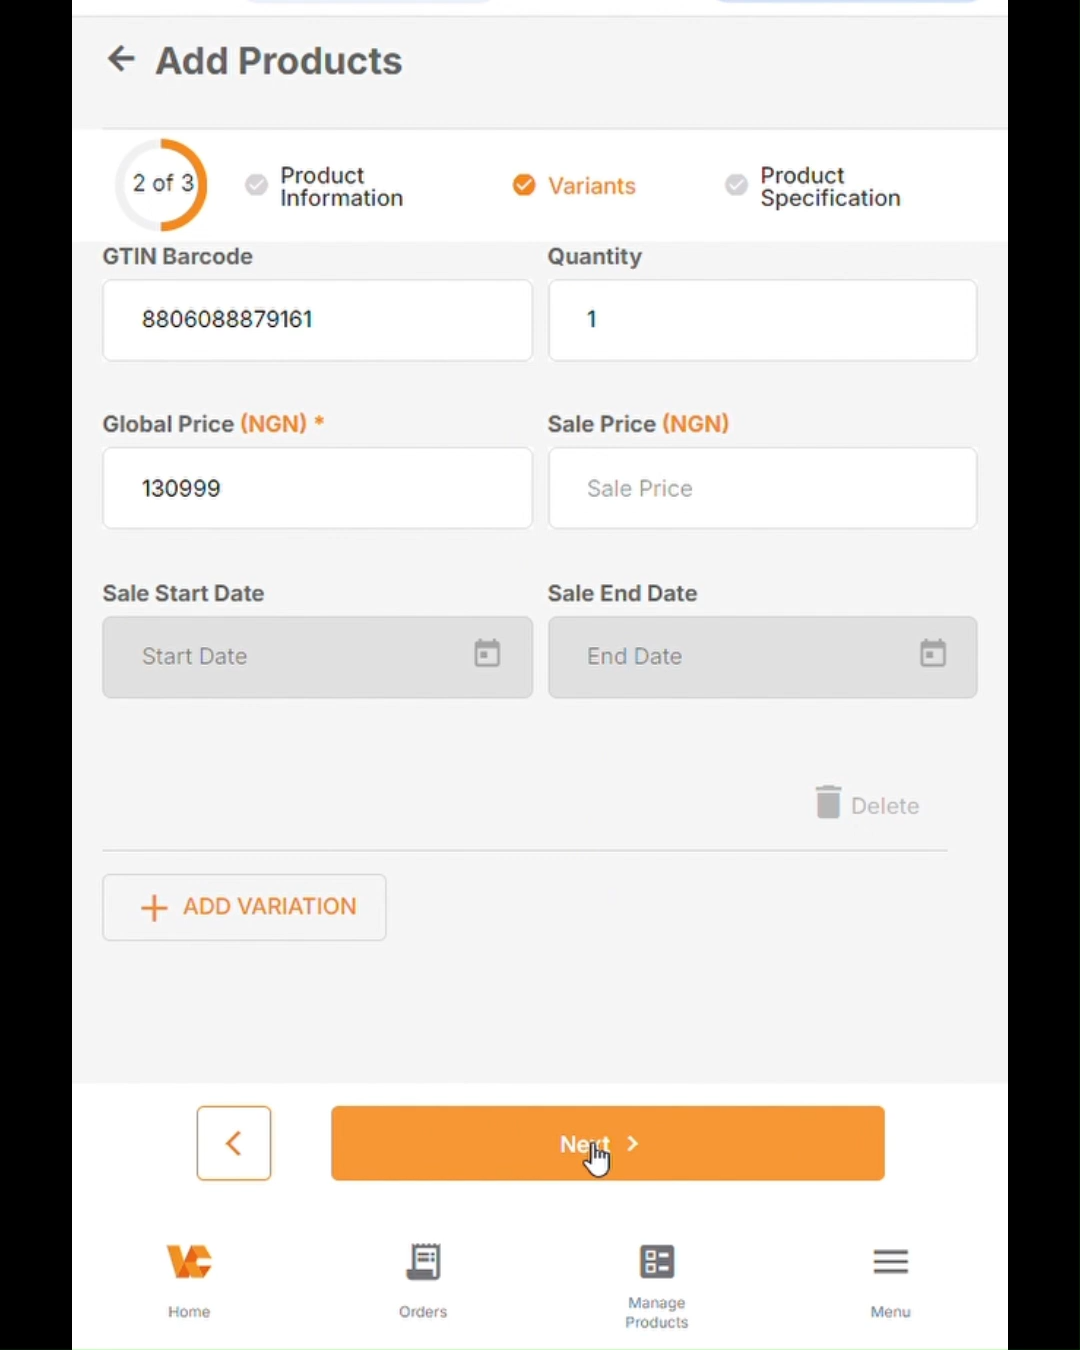 Add Products
2 of 3
Product
Information
Variants
Product
Specification
GTIN Barcode
Quantity
8806088879161
1
Global Price (NGN) *
Sale Price (NGN)
130999
Sale Price
Sale Start Date
Sale End Date
Start Date
End Date
Delete
ADD VARIATION
Next
Home
Orders
Manage
Products
Menu